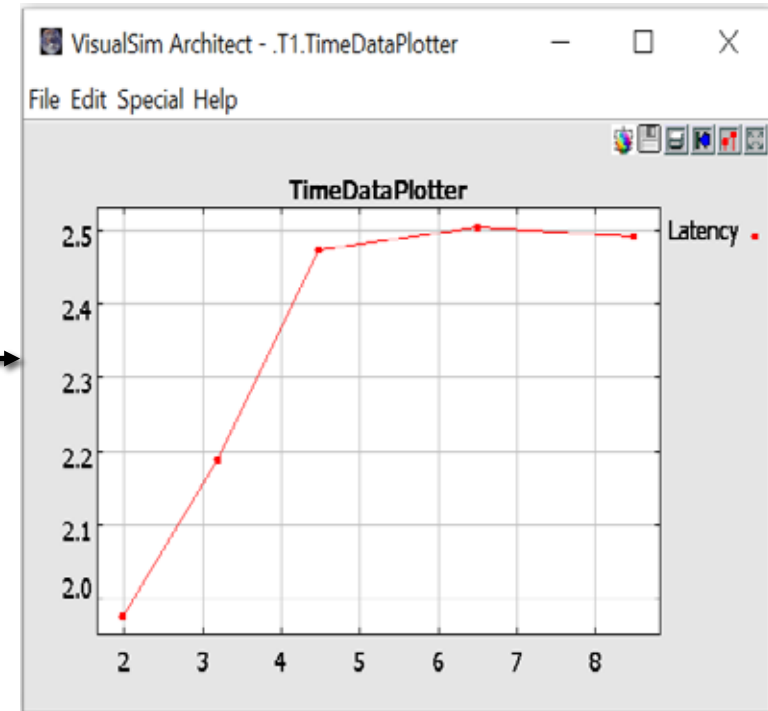 VisualSim Architect - .T1.TimeDataPlotter
File Edit Special Help
TimeDataPlotter
Latency
2.5
2.4
2.3
2.2
2.1
2.0
2 3 4 5 6 7 8